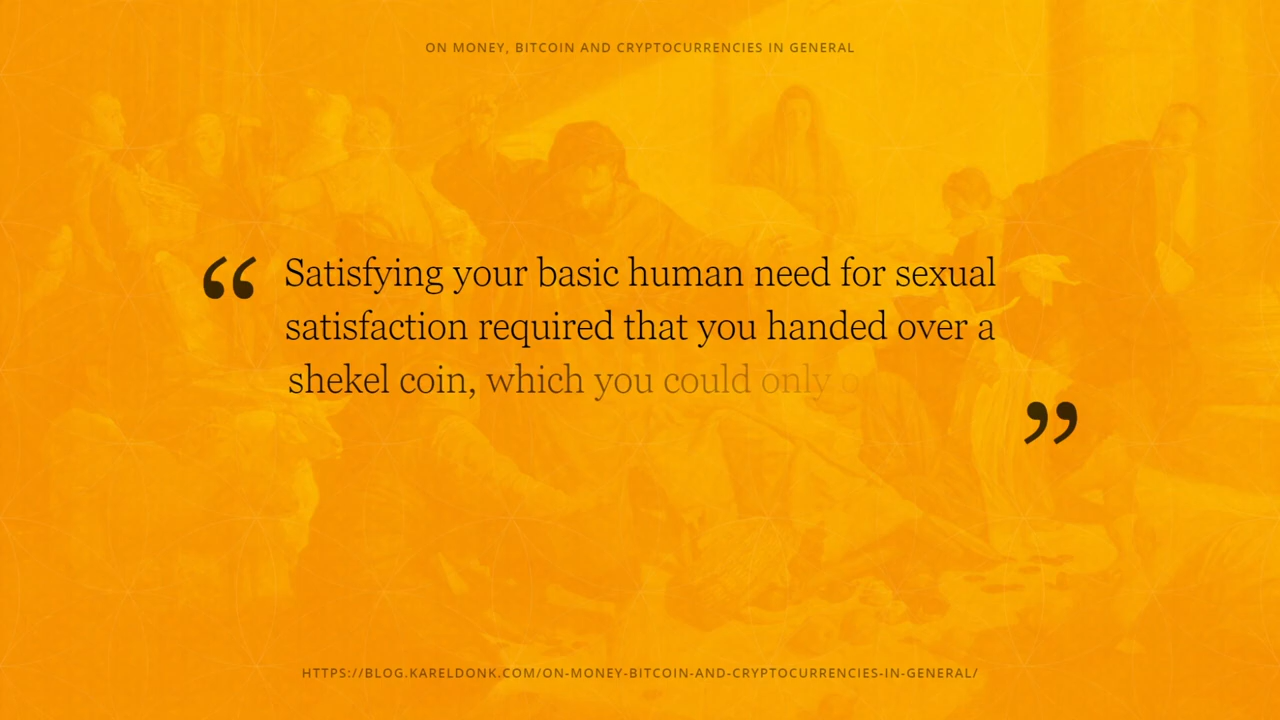 ON MONEY, BITCOIN AND CRYPTOCURRENCIES IN GENERAL
“ Satisfying your basic human need for sexual
satisfaction required that you handed over a
shekel coin, which you could only ”
HTTPS://BLOG.KARELDONK.COM/ON-MONEY-BITCOIN-AND-CRYPTOCURRENCIES-IN-GENERAL/